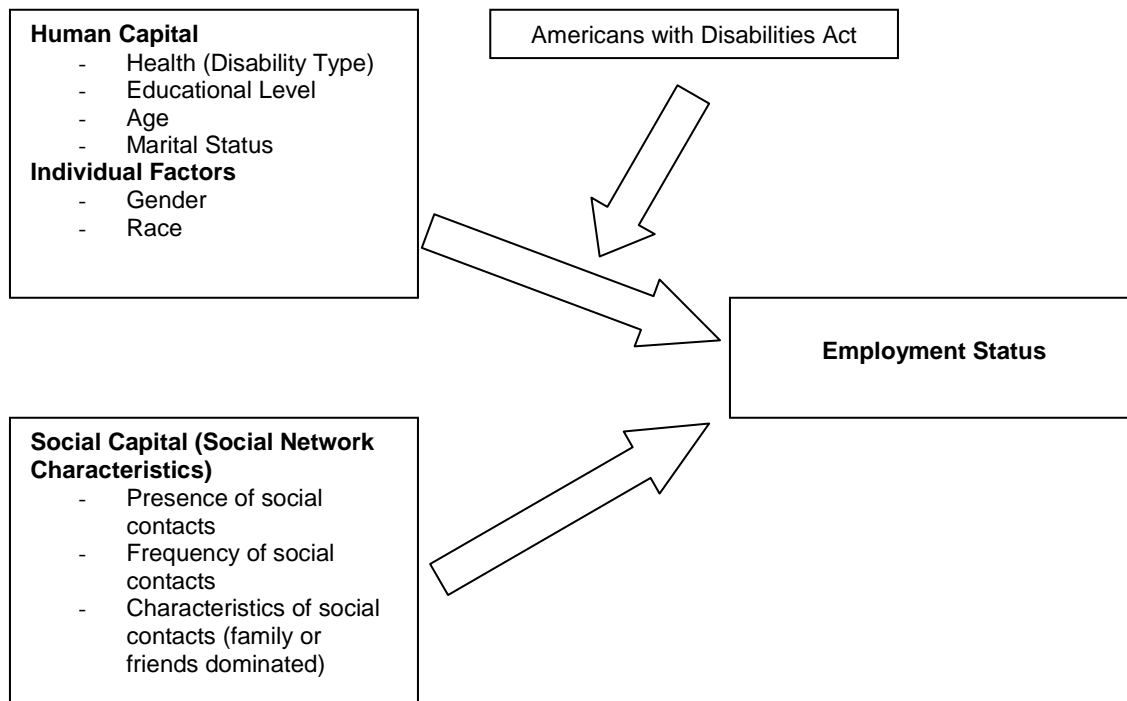 Human Capital
- Health (Disability Type)
- Educational Level
- Age
- Marital Status
Individual Factors
- Gender
- Race
Americans with Disabilities Act
Employment Status
Social Capital (Social Network
Characteristics)
- Presence of social
contacts
- Frequency of social
contacts
- Characteristics of social
contacts (family or
friends dominated)